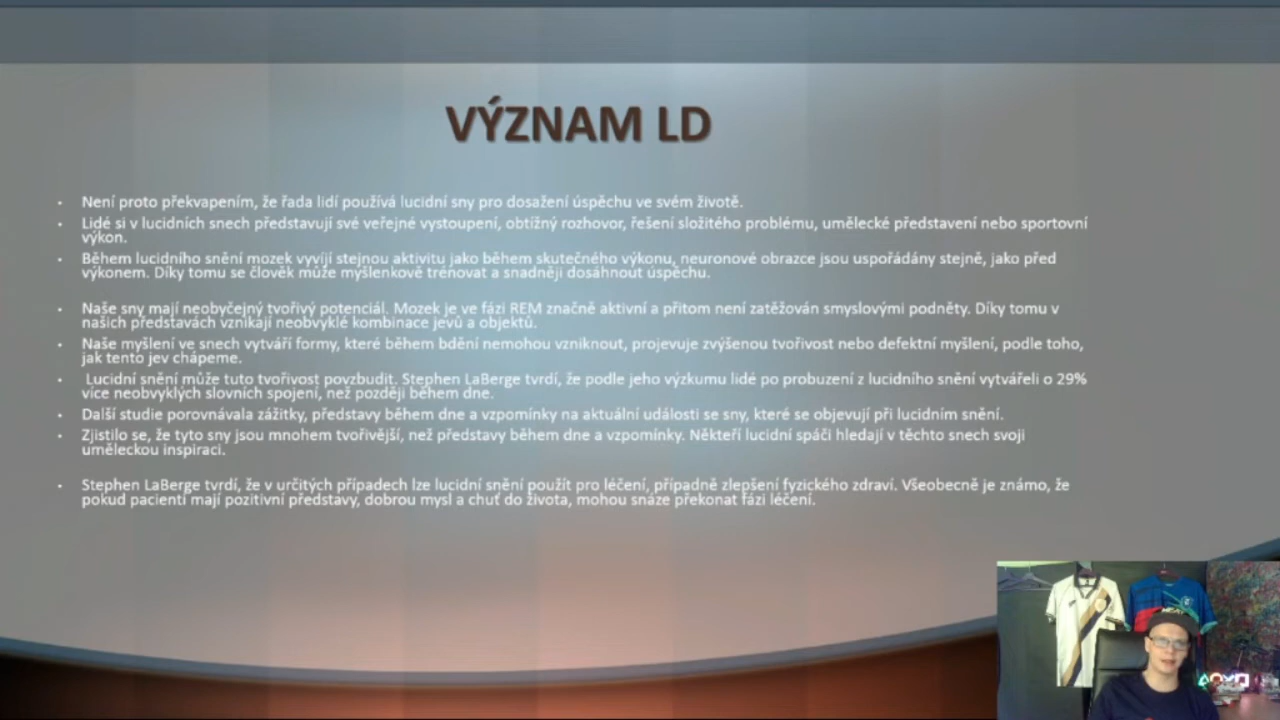 VÝZNAM LD
• Není proto překvapením, že řada lidí používá lucidní sny pro dosažení úspěchu ve svém životě.
• Lidé si v lucidních snech představují své veřejné vystoupení, obtížný rozhovor, řešení složitého problému, umělecké představení nebo sportovní
výkon.
• Během lucidního snění mozek vyvíjí stejnou aktivitu jako během skutečného výkonu, neuronové obrazce jsou uspořádány stejně, jako před
výkonem. Díky tomu se člověk může myšlenkově trénovat a snadněji dosáhnout úspěchu.
• Naše sny mají neobyčejný tvořivý potenciál. Mozek je ve fázi REM značně aktivní a přitom není zatěžován smyslovými podněty. Díky tomu v
našich představách vznikají neobvyklé kombinace jevů a objektů.
• Naše myšlení ve snech vytváří formy, které během bdění nemohou vzniknout, projevuje zvýšenou tvořivost nebo defektní myšlení, podle toho,
jak tento jev chápeme.
• Lucidní snění může tuto tvořivost povzbudit. Stephen LaBerge tvrdí, že podle jeho výzkumu lidé po probuzení z lucidního snění vytvářeli o 29%
více neobvyklých slovních spojení, než později během dne.
• Další studie porovnávala zážitky, představy během dne a vzpomínky na aktuální události se sny, které se objevují při lucidním snění.
• Zjistilo se, že tyto sny jsou mnohem tvořivější, než představy během dne a vzpomínky. Někteří lucidní spáči hledají v těchto snech svoji
uměleckou inspiraci.
• Stephen LaBerge tvrdí, že v určitých případech lze lucidní snění použít pro léčení, případně zlepšení fyzického zdraví. Všeobecně je známo, že
pokud pacienti mají pozitivní představy, dobrou mysl a chuť do života, mohou snáze překonat fázi léčení.